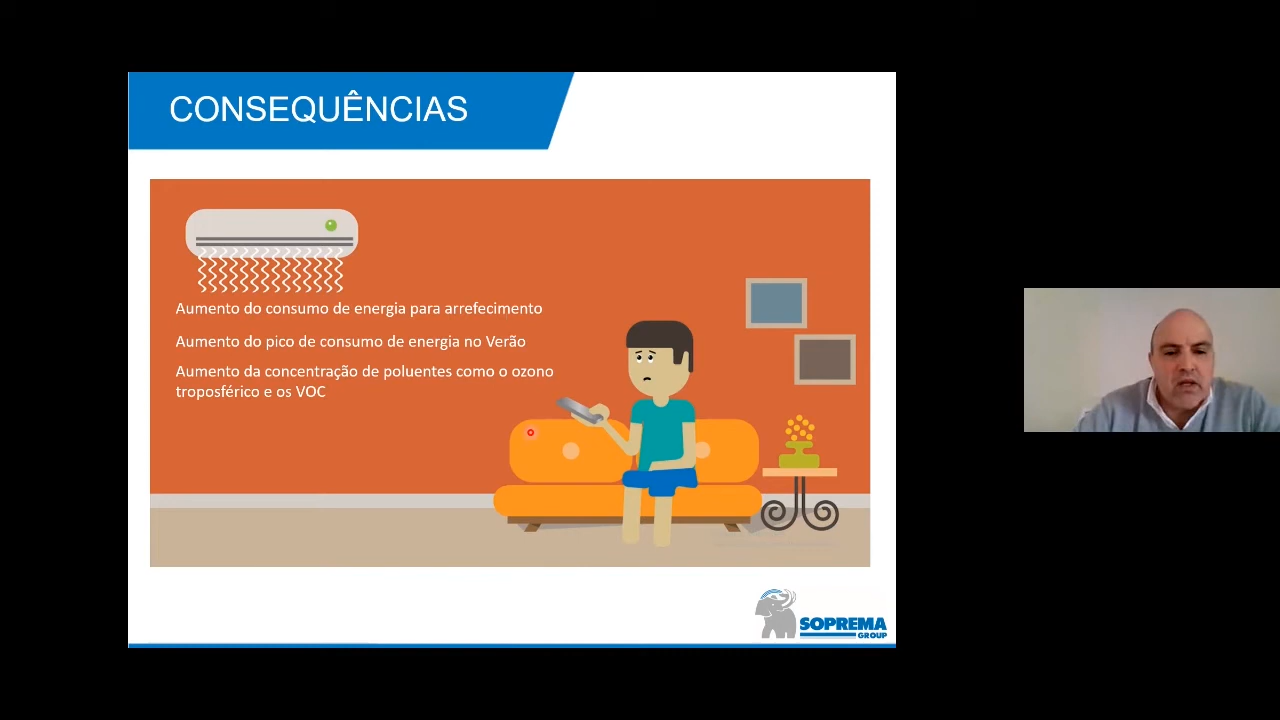 CONSEQUÊNCIAS
Aumento do consumo de energia para arrefecimento
Aumento do pico de consumo de energia no Verão
Aumento da concentração de poluentes como o ozono
troposférico e os VOC
SOPREMA
GROUP